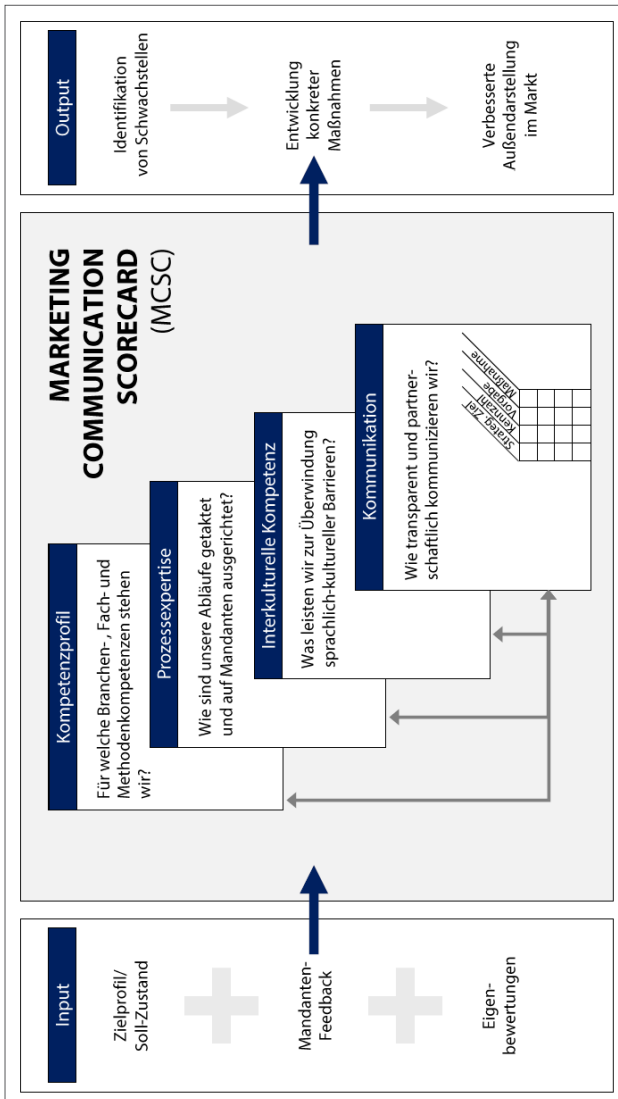 Input
Zielprofil/
Soll-Zustand
Mandanten-
Feedback
Eigen-
bewertungen
MARKETING
COMMUNICATION
SCORECARD
(MCSC)
Kompetenzprofil
Für welche Branchen-, Fach- und
Methodenkompetenzen stehen
wir?
Prozessexpertise
Wie sind unsere Abläufe getaktet
und auf Mandanten ausgerichtet?
Interkulturelle Kompetenz
Was leisten wir zur Überwindung
sprachlich-kultureller Barrieren?
Kommunikation
Wie transparent und partner-
schaftlich kommunizieren wir?
Strateg. Ziel
Kennzahl
Vorgabe
Maßnahme
Output
Identifikation
von Schwachstellen
Entwicklung
konkreter
Maßnahmen
Verbesserte
Außendarstellung
im Markt